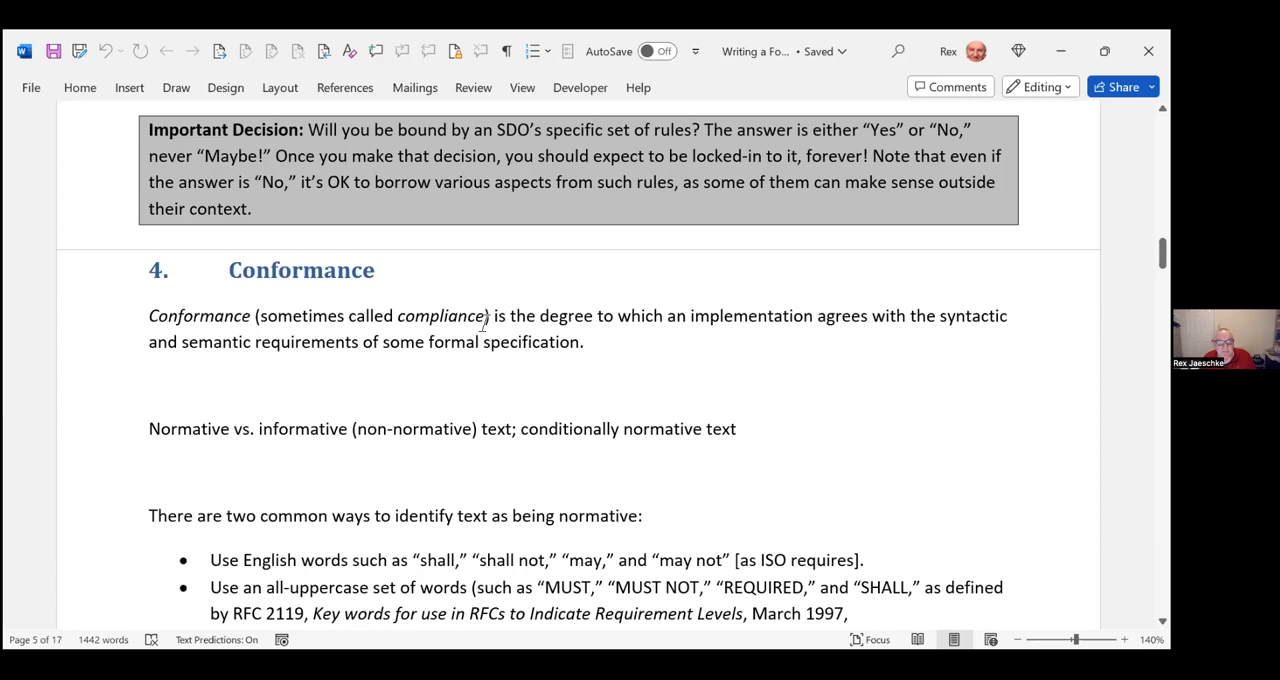 AutoSave Off Writing a Fo... • Saved Rex
File Home Insert Draw Design Layout References Mailings Review View Developer Help Comments Editing Share
Important Decision: Will you be bound by an SDO’s specific set of rules? The answer is either “Yes” or “No,”
never “Maybe!” Once you make that decision, you should expect to be locked-in to it, forever! Note that even if
the answer is “No,” it’s OK to borrow various aspects from such rules, as some of them can make sense outside
their context.
4. Conformance
Conformance (sometimes called compliance) is the degree to which an implementation agrees with the syntactic
and semantic requirements of some formal specification.
Rex Jaeschke
Normative vs. informative (non-normative) text; conditionally normative text
There are two common ways to identify text as being normative:
• Use English words such as “shall,” “shall not,” “may,” and “may not” [as ISO requires].
• Use an all-uppercase set of words (such as “MUST,” “MUST NOT,” “REQUIRED,” and “SHALL,” as defined
by RFC 2119, Key words for use in RFCs to Indicate Requirement Levels, March 1997,
Page 5 of 17 1442 words Text Predictions: On Focus 140%